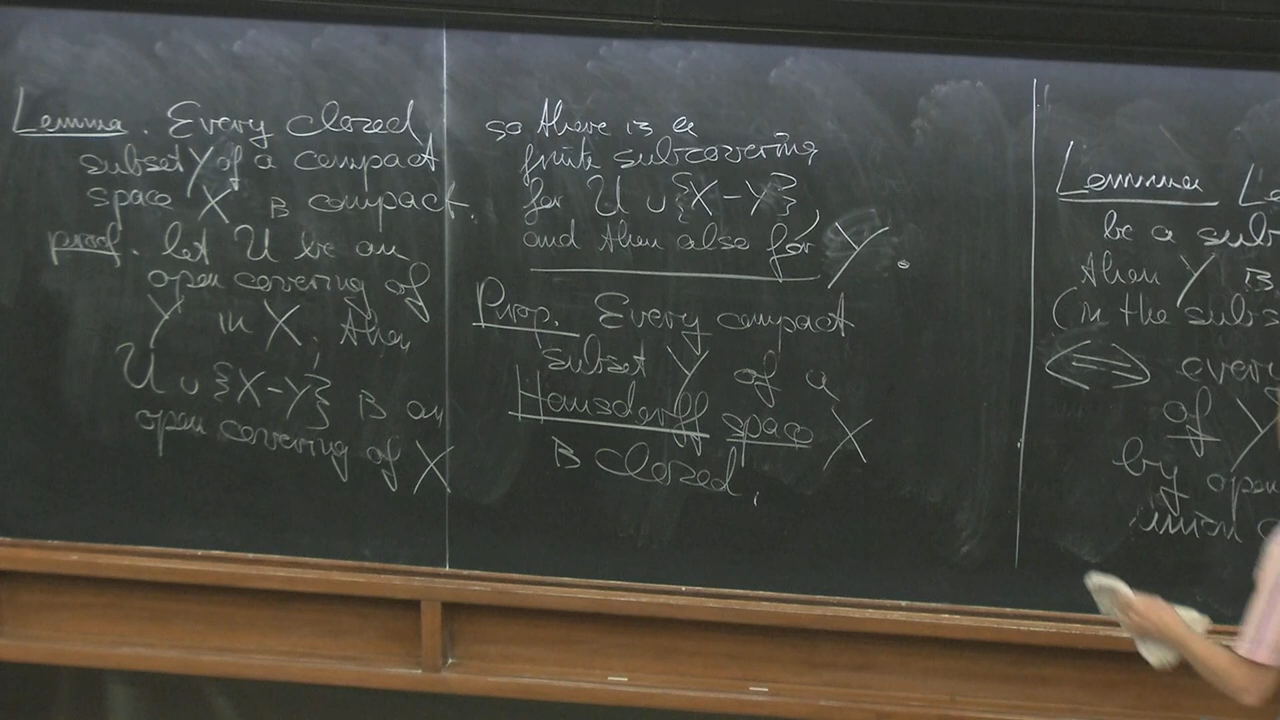 Lemma. Every closed
subset Y of a compact
space X is compact.
proof. let U be an
open covering of
Y in X, then
U ∪ {X-Y} is an
open covering of X
so there is a
finite subcovering
for U ∪ {X-Y},
and then also for Y.
Prop. Every compact
subset Y of a
Hausdorff space X
is closed.
Lemma
be a sub
then Y is
(in the subs
⟺ every
of Y
by open
union